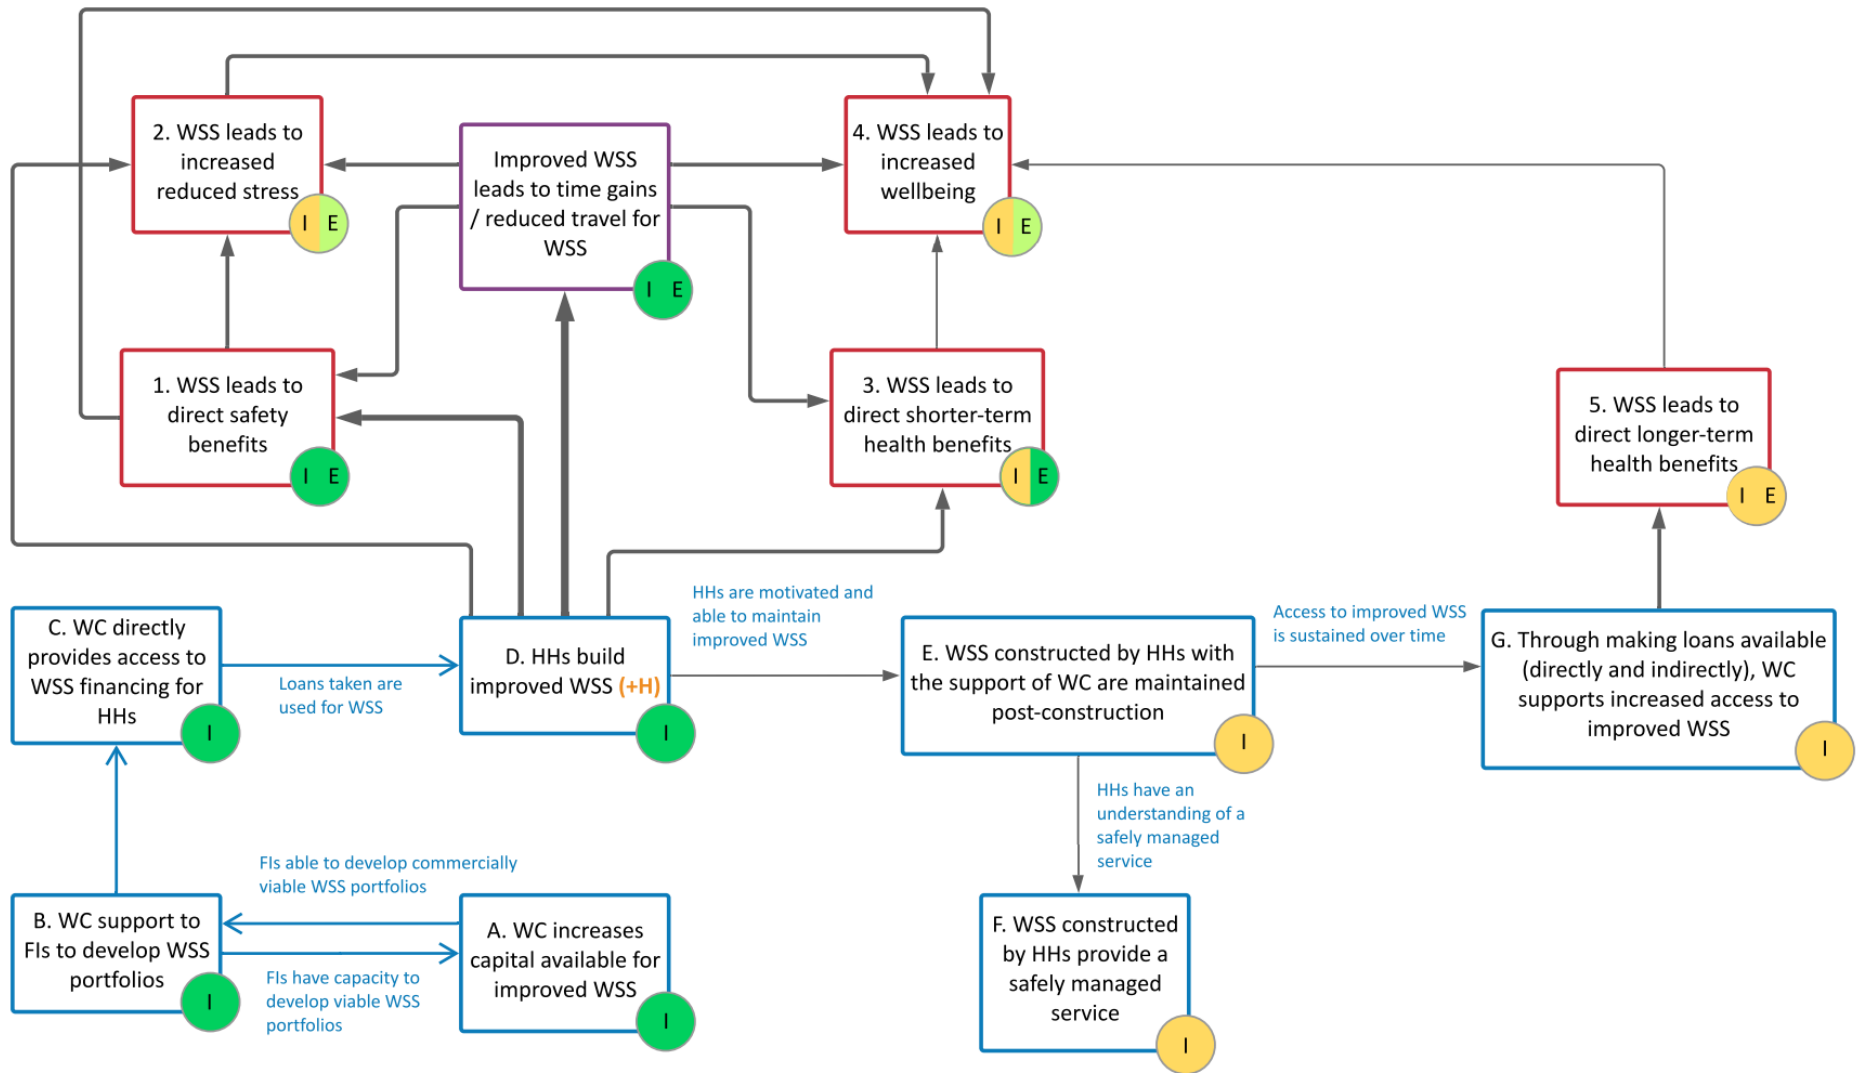 2. WSS leads to
increased
reduced stress
I E
Improved WSS
leads to time gains
/ reduced travel for
WSS
I E
4. WSS leads to
increased
wellbeing
I E
1. WSS leads to
direct safety
benefits
I E
3. WSS leads to
direct shorter-term
health benefits
I E
5. WSS leads to
direct longer-term
health benefits
I E
C. WC directly
provides access to
WSS financing for
HHs
I
Loans taken are
used for WSS
D. HHs build
improved WSS (+H)
I
HHs are motivated and
able to maintain
improved WSS
E. WSS constructed by HHs with
the support of WC are maintained
post-construction
I
Access to improved WSS
is sustained over time
G. Through making loans available
(directly and indirectly), WC
supports increased access to
improved WSS
I
HHs have an
understanding of a
safely managed
service
FIs able to develop commercially
viable WSS portfolios
B. WC support to
FIs to develop WSS
portfolios
I
FIs have capacity to
develop viable WSS
portfolios
A. WC increases
capital available for
improved WSS
I
F. WSS constructed
by HHs provide a
safely managed
service
I